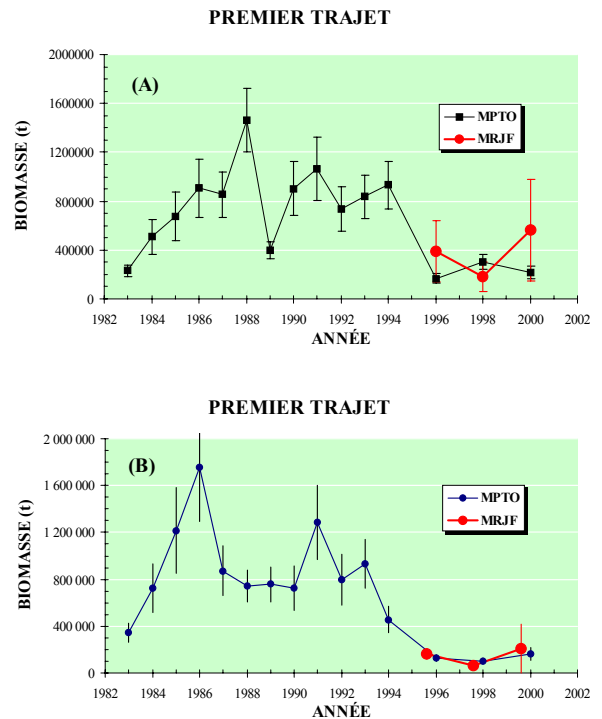 PREMIER TRAJET
2000000
1600000
1200000
800000
400000
0
BIOMASSE (t)
(A)
MPTO
MRJF
1982 1984 1986 1988 1990 1992 1994 1996 1998 2000 2002
ANNÉE
PREMIER TRAJET
2 000 000
1 600 000
1 200 000
800 000
400 000
0
BIOMASSE (t)
(B)
MPTO
MRJF
1982 1984 1986 1988 1990 1992 1994 1996 1998 2000 2002
ANNÉE